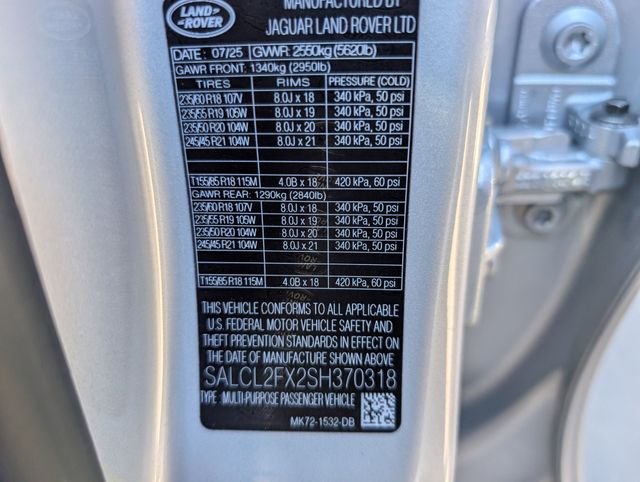 LAND-
ROVER
MANUFACTURED BY
JAGUAR LAND ROVER LTD
DATE : 07/25 GVWR: 2550kg (5620lb)
GAWR FRONT: 1340kg (2950lb)
TIRES RIMS PRESSURE (COLD)
235/60 R18 107V 8.0J x 18 340 kPa, 50 psi
235/55 R19 105W 8.0J x 19 340 kPa, 50 psi
235/50 R20 104W 8.0J x 20 340 kPa, 50 psi
245/45 R21 104W 8.0J x 21 340 kPa, 50 psi
T155/85 R18 115M 4.0B x 18 420 kPa, 60 psi
GAWR REAR: 1290kg (2840lb)
235/60 R18 107V 8.0J x 18 340 kPa, 50 psi
235/55 R19 105W 8.0J x 19 340 kPa, 50 psi
235/50 R20 104W 8.0J x 20 340 kPa, 50 psi
245/45 R21 104W 8.0J x 21 340 kPa, 50 psi
T155/85 R18 115M 4.0B x 18 420 kPa, 60 psi
THIS VEHICLE CONFORMS TO ALL APPLICABLE
U.S. FEDERAL MOTOR VEHICLE SAFETY AND
THEFT PREVENTION STANDARDS IN EFFECT ON
THE DATE OF MANUFACTURE SHOWN ABOVE
SALCL2FX2SH370318
TYPE : MULTI-PURPOSE PASSENGER VEHICLE
MK72-1532-DB